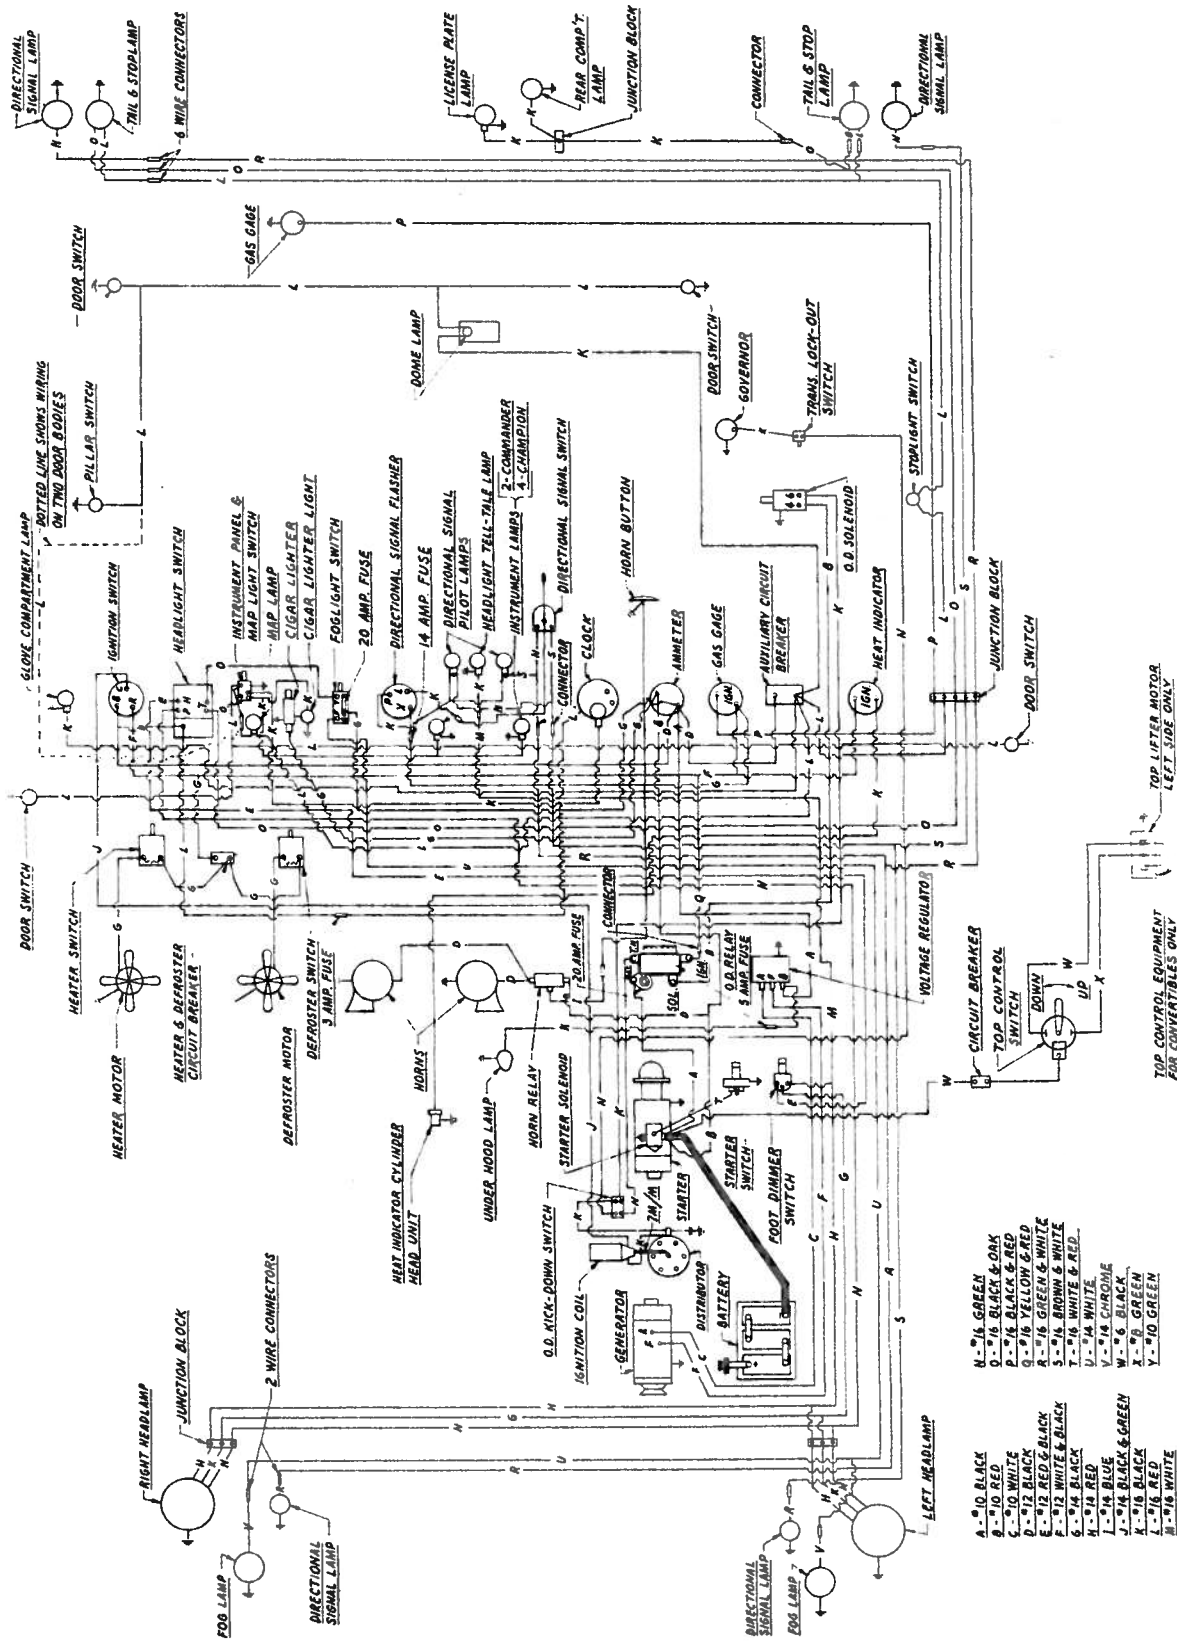 DIRECTIONAL
SIGNAL LAMP
TAIL & STOPLAMP
6 WIRE CONNECTORS
LICENSE PLATE
LAMP
REAR COMP'T.
LAMP
JUNCTION BLOCK
CONNECTOR
TAIL & STOP
LAMP
DIRECTIONAL
SIGNAL LAMP
DOOR SWITCH
GAS GAGE
DOME LAMP
DOOR SWITCH
GOVERNOR
TRANS. LOCK-OUT
SWITCH
STOPLIGHT SWITCH
GLOVE COMPARTMENT LAMP
DOTTED LINE SHOWS WIRING
ON TWO DOOR BODIES
PILLAR SWITCH
IGNITION SWITCH
HEADLIGHT SWITCH
INSTRUMENT PANEL &
MAP LIGHT SWITCH
MAP LAMP
CIGAR LIGHTER
CIGAR LIGHTER LIGHT
FOGLIGHT SWITCH
20 AMP. FUSE
DIRECTIONAL SIGNAL FLASHER
14 AMP. FUSE
DIRECTIONAL SIGNAL
PILOT LAMPS
HEADLIGHT TELL-TALE LAMP
INSTRUMENT LAMPS
2-COMMANDER
4-CHAMPION
DIRECTIONAL SIGNAL SWITCH
CONNECTOR
CLOCK
HORN BUTTON
AMMETER
GAS GAGE
IGN
AUXILIARY CIRCUIT
BREAKER
O.D. SOLENOID
HEAT INDICATOR
IGN
JUNCTION BLOCK
DOOR SWITCH
TOP LIFTER MOTOR
LEFT SIDE ONLY
DOOR SWITCH
HEATER SWITCH
HEATER MOTOR
HEATER & DEFROSTER
CIRCUIT BREAKER
DEFROSTER MOTOR
DEFROSTER SWITCH
3 AMP. FUSE
HORNS
HEAT INDICATOR CYLINDER
HEAD UNIT
UNDER HOOD LAMP
HORN RELAY
20 AMP. FUSE
CONNECTOR
SOL.
IGN.
O.D. RELAY
5 AMP. FUSE
VOLTAGE REGULATOR
STARTER SOLENOID
STARTER
STARTER
SWITCH
FOOT DIMMER
SWITCH
CIRCUIT BREAKER
TOP CONTROL
SWITCH
DOWN
UP
TOP CONTROL EQUIPMENT
FOR CONVERTIBLES ONLY
O.D. KICK-DOWN SWITCH
IGNITION COIL
7M/M
GENERATOR
DISTRIBUTOR
BATTERY
RIGHT HEADLAMP
JUNCTION BLOCK
2 WIRE CONNECTORS
FOG LAMP
DIRECTIONAL
SIGNAL LAMP
DIRECTIONAL
SIGNAL LAMP
FOG LAMP
LEFT HEADLAMP
A - #10 BLACK
B - #10 RED
C - #10 WHITE
D - #12 BLACK
E - #12 RED & BLACK
F - #12 WHITE & BLACK
G - #14 BLACK
H - #14 RED
I - #14 BLUE
J - #14 BLACK & GREEN
K - #16 BLACK
L - #16 RED
M - #16 WHITE
N - #16 GREEN
O - #16 BLACK & OAK
P - #16 BLACK & RED
Q - #16 YELLOW & RED
R - #16 GREEN & WHITE
S - #16 BROWN & WHITE
T - #16 WHITE & RED
U - #14 WHITE
V - #14 CHROME
W - #6 BLACK
X - #8 GREEN
Y - #10 GREEN